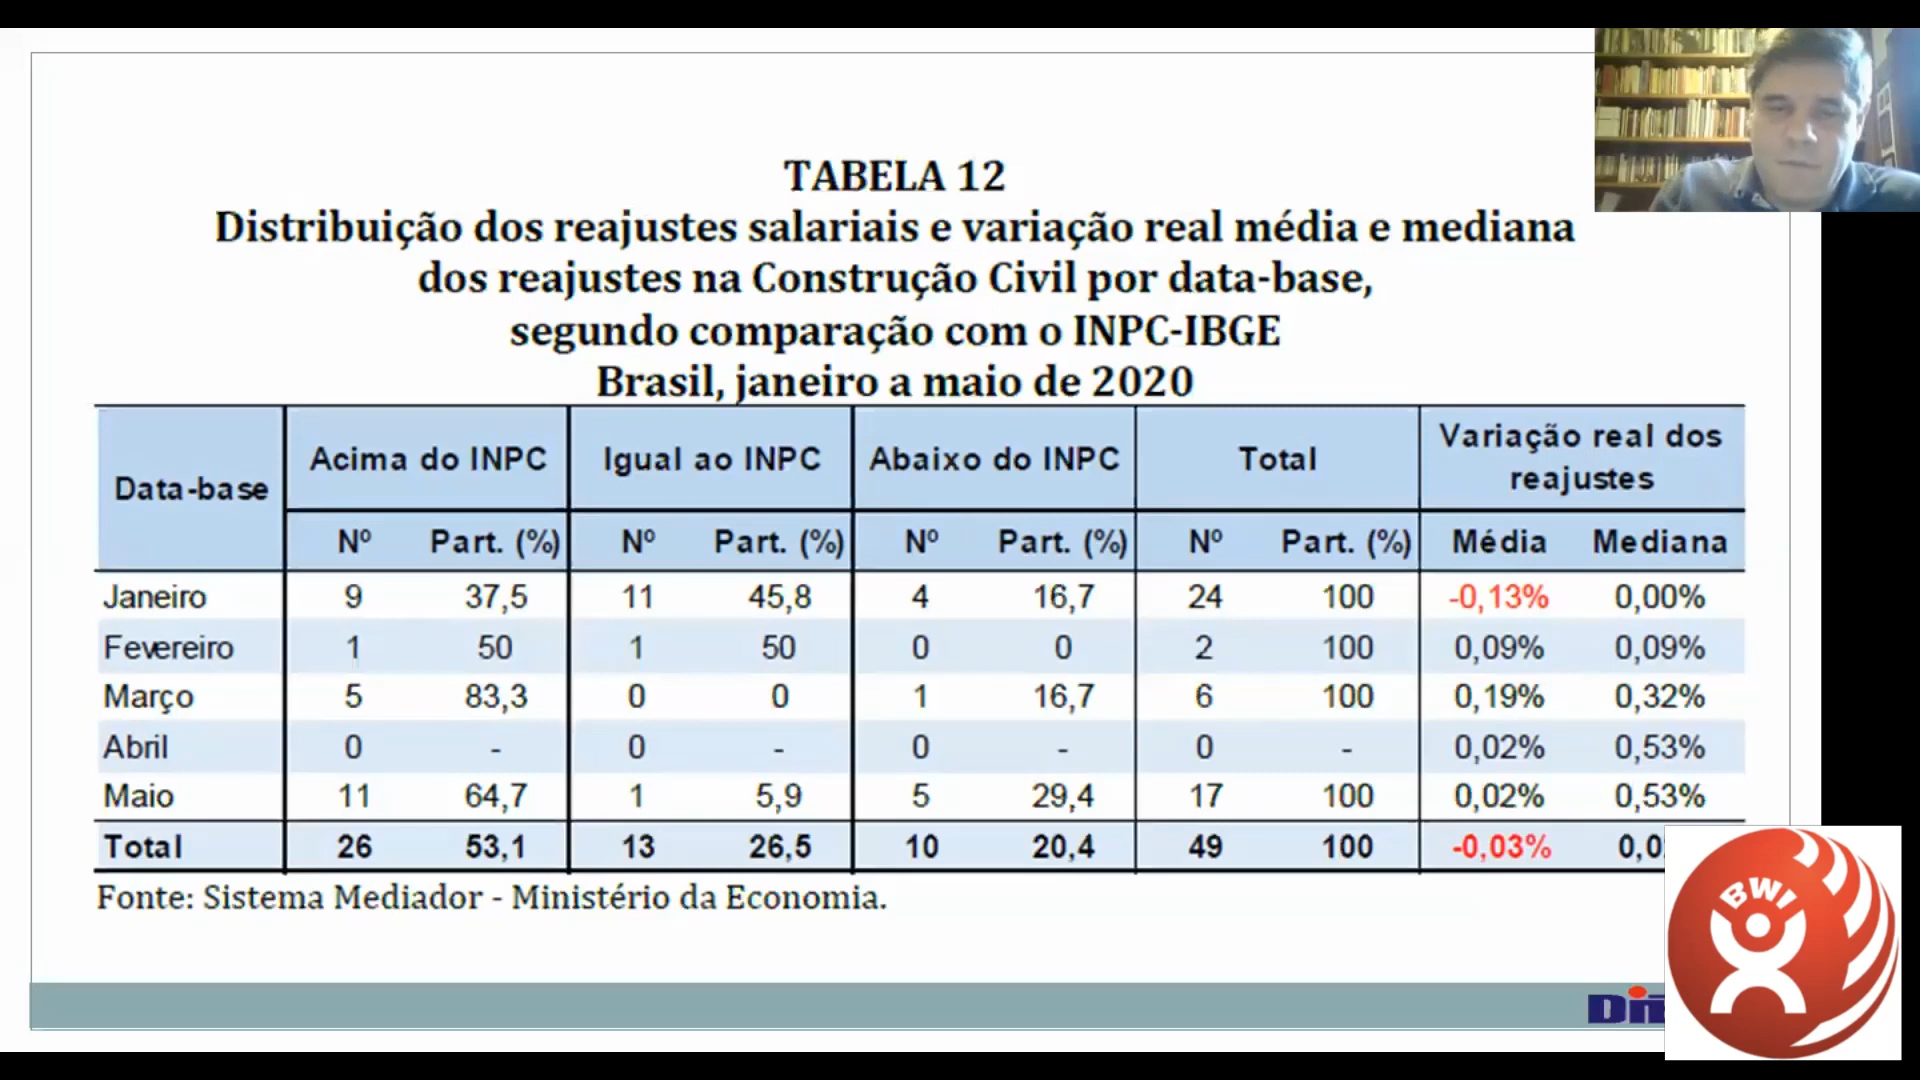 TABELA 12
Distribuição dos reajustes salariais e variação real média e mediana
dos reajustes na Construção Civil por data-base,
segundo comparação com o INPC-IBGE
Brasil, janeiro a maio de 2020
Data-base Acima do INPC Igual ao INPC Abaixo do INPC Total Variação real dos reajustes
Nº Part. (%) Nº Part. (%) Nº Part. (%) Nº Part. (%) Média Mediana
Janeiro 9 37,5 11 45,8 4 16,7 24 100 -0,13% 0,00%
Fevereiro 1 50 1 50 0 0 2 100 0,09% 0,09%
Março 5 83,3 0 0 1 16,7 6 100 0,19% 0,32%
Abril 0 - 0 - 0 - 0 - 0,02% 0,53%
Maio 11 64,7 1 5,9 5 29,4 17 100 0,02% 0,53%
Total 26 53,1 13 26,5 10 20,4 49 100 -0,03% 0,0
Fonte: Sistema Mediador - Ministério da Economia.
BWI